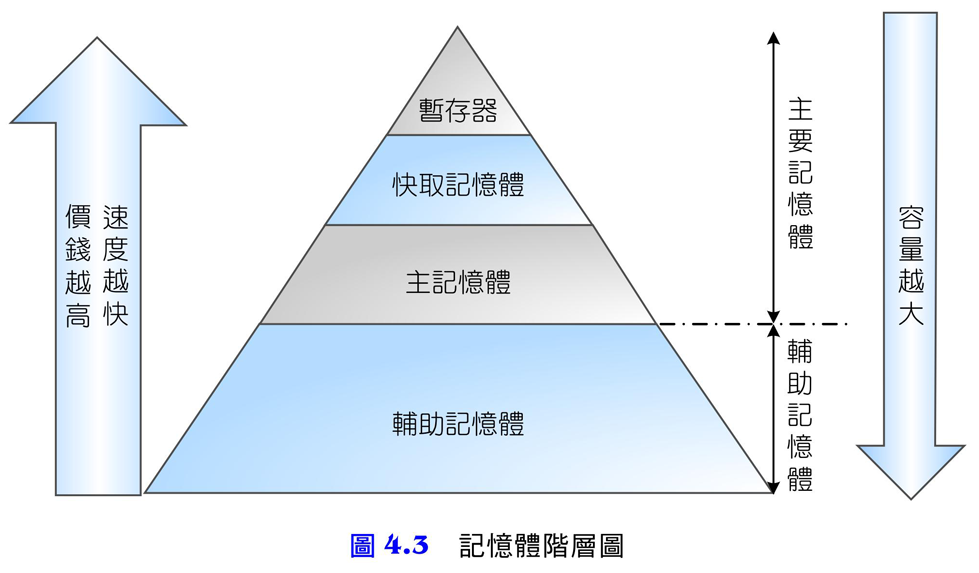 速度越快
價錢越高
暫存器
快取記憶體
主記憶體
輔助記憶體
主要記憶體
輔助記憶體
容量越大
圖 4.3 記憶體階層圖